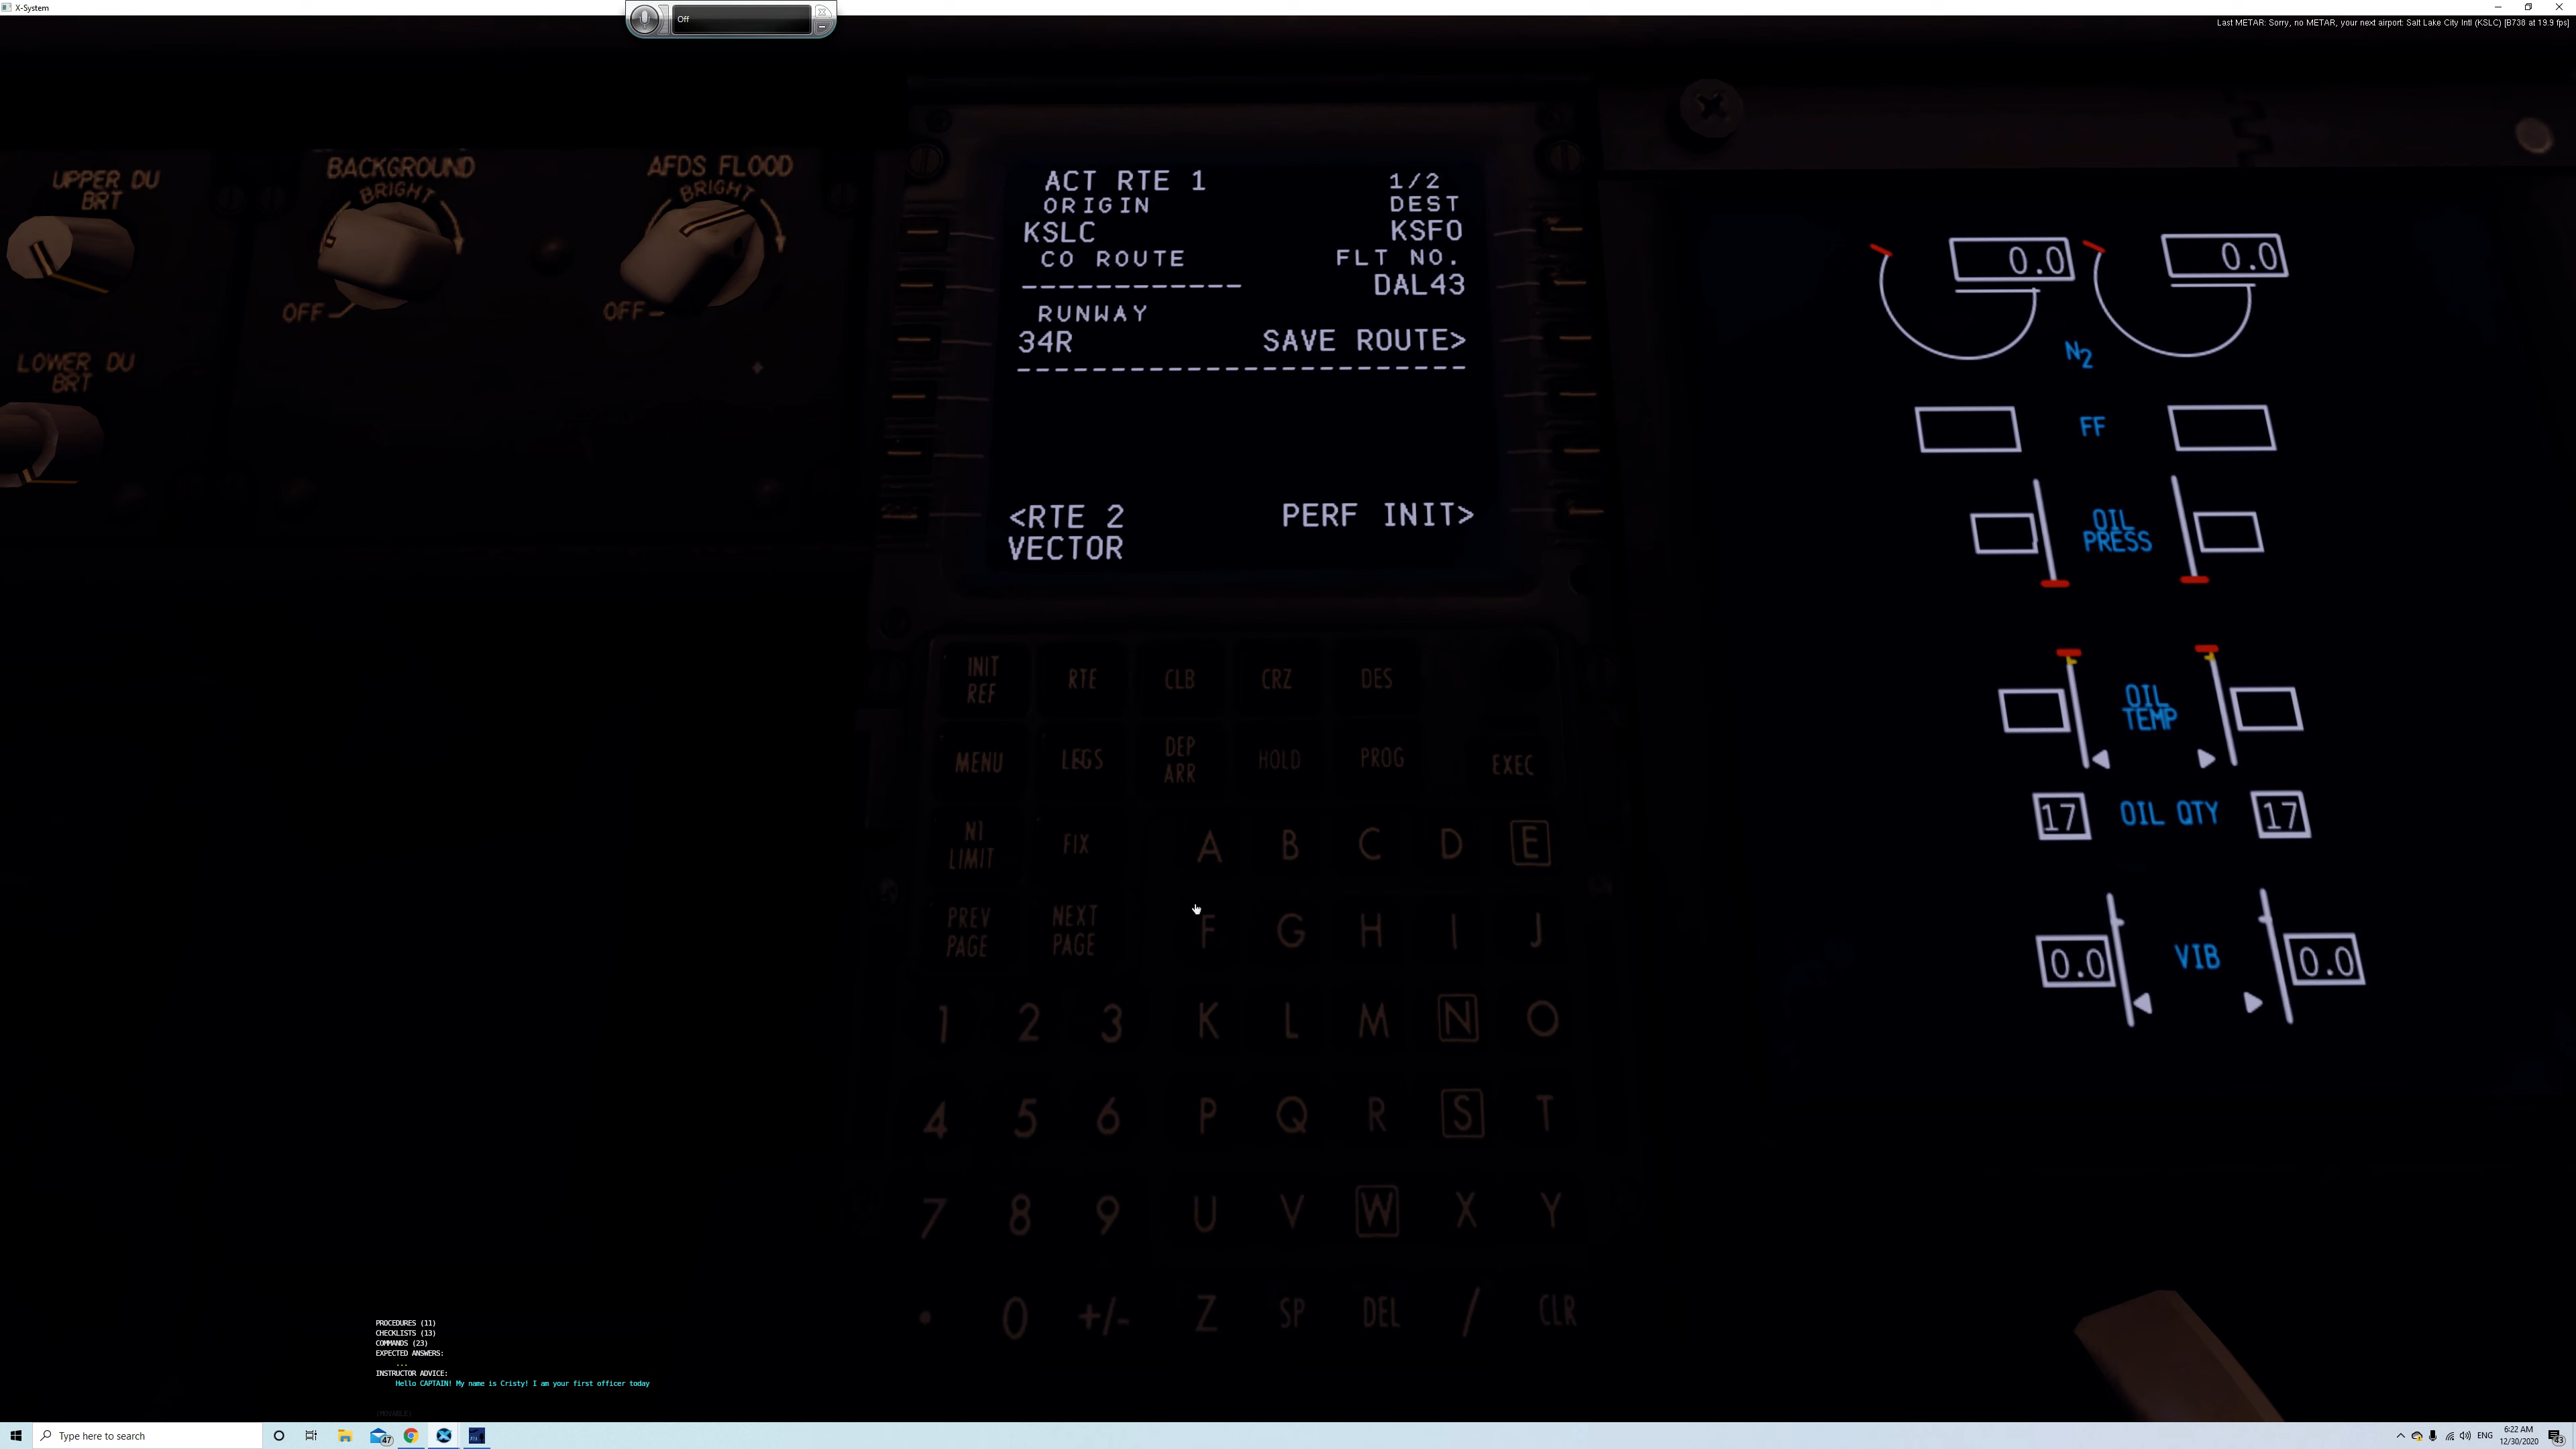 X-System
Off
Last METAR: Sorry, no METAR, your next airport: Salt Lake City Intl (KSLC) [B738 at 19.9 fps]
UPPER DU
BRT
BACKGROUND
BRIGHT
OFF
AFDS FLOOD
BRIGHT
OFF
LOWER DU
BRT
ACT RTE 1 1/2
ORIGIN DEST
KSLC KSFO
CO ROUTE FLT NO.
------------ DAL43
RUNWAY
34R SAVE ROUTE>
------------------------
<RTE 2 PERF INIT>
VECTOR
0.0 0.0
N2
FF
OIL
PRESS
OIL
TEMP
17 OIL QTY 17
0.0 VIB 0.0
INIT
REF
RTE CLB CRZ DES
MENU LEGS
DEP
ARR
HOLD PROG EXEC
N1
LIMIT
FIX
A B C D E
PREV
PAGE
NEXT
PAGE
F G H I J
1 2 3 K L M N O
4 5 6 P Q R S T
7 8 9 U V W X Y
. 0 +/- Z SP DEL / CLR
PROCEDURES (11)
CHECKLISTS (13)
COMMANDS (23)
EXPECTED ANSWERS:
...
INSTRUCTOR ADVICE:
Hello CAPTAIN! My name is Cristy! I am your first officer today
(MOVABLE)
Type here to search
47
ENG
6:22 AM
12/30/2020
43